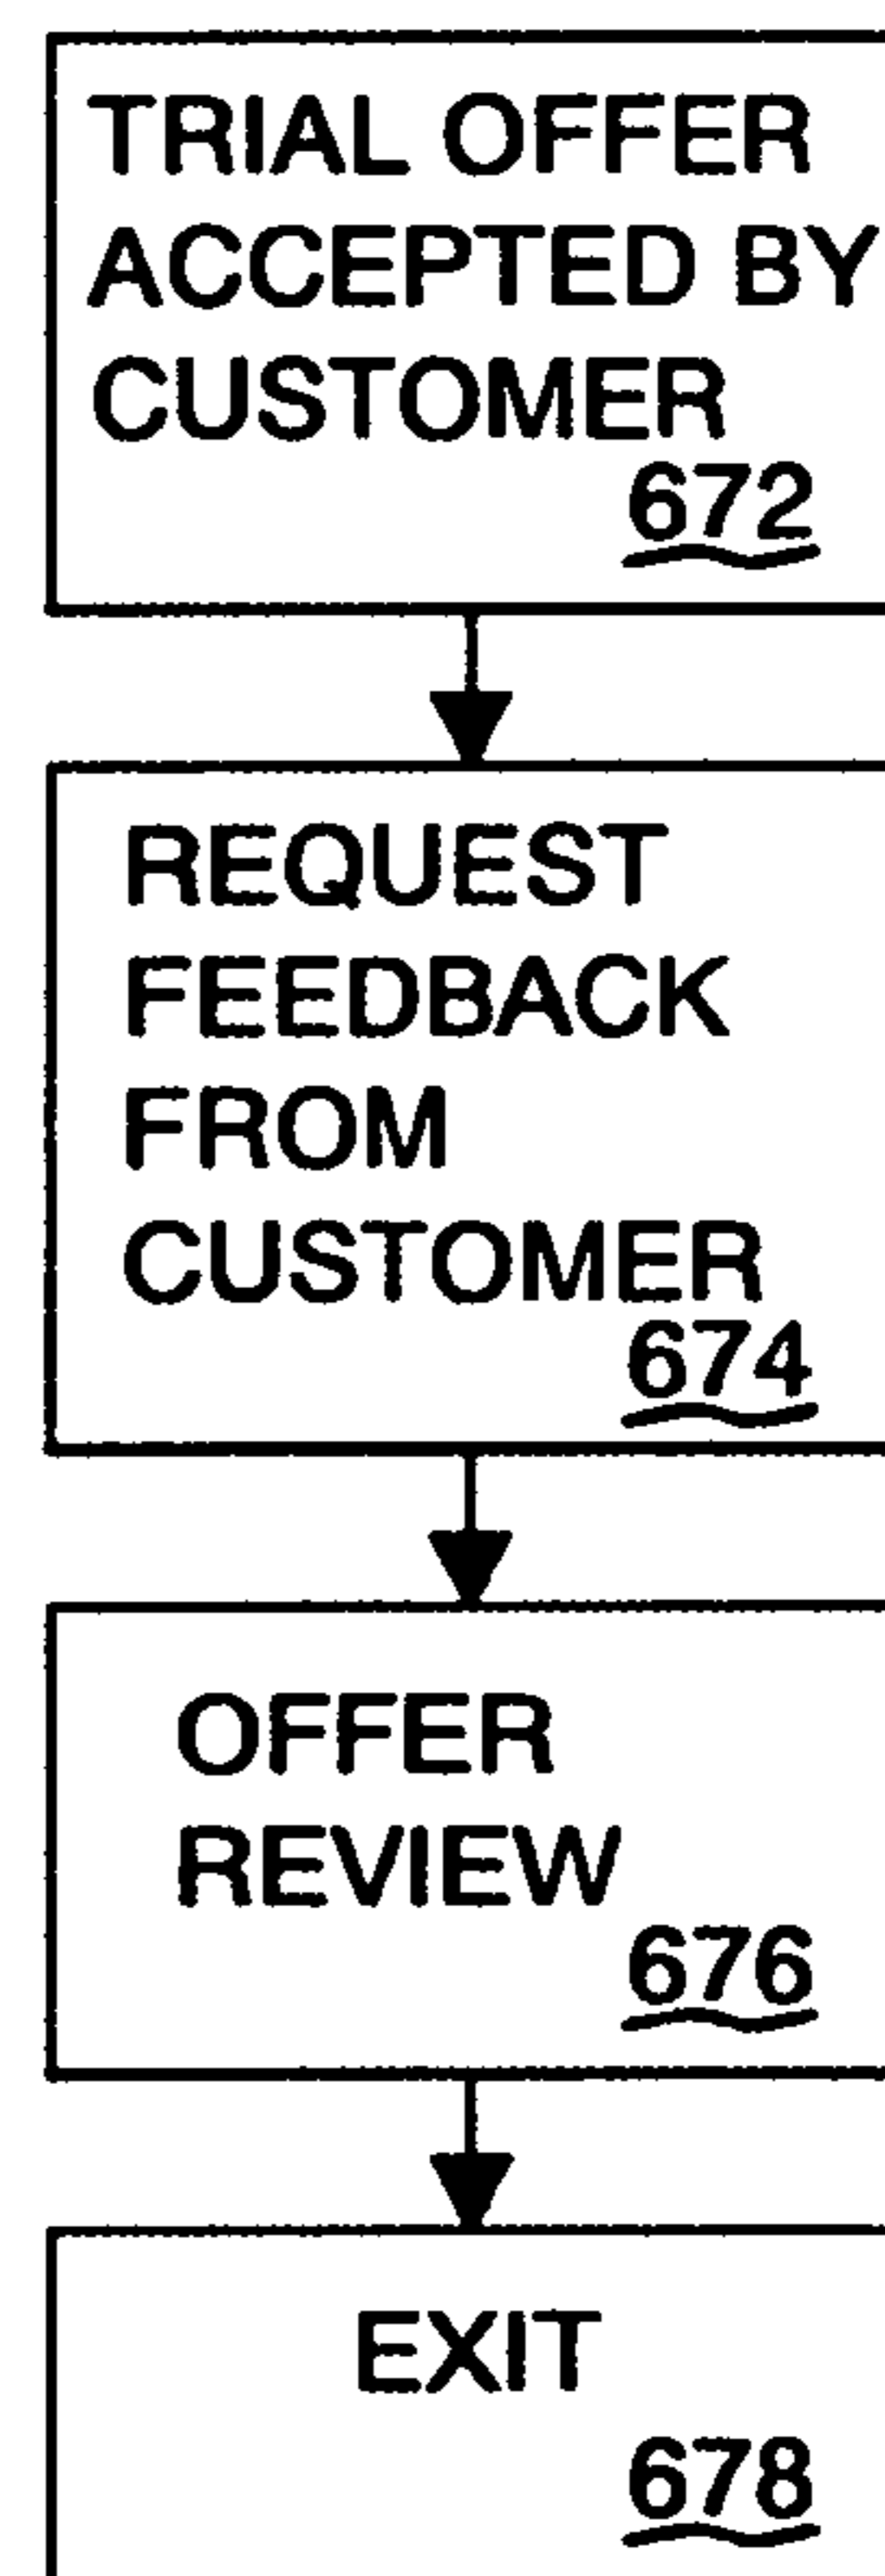 TRIAL OFFER
ACCEPTED BY
CUSTOMER
672
REQUEST
FEEDBACK
FROM
CUSTOMER
674
OFFER
REVIEW
676
EXIT
678